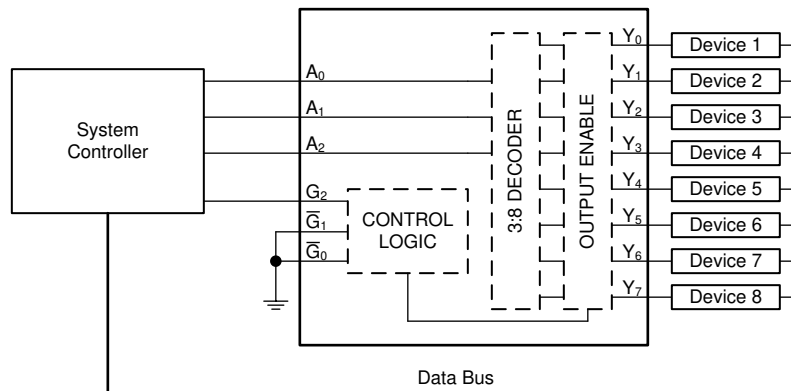 System
Controller
A0
A1
A2
G2
G̅1
G̅0
CONTROL
LOGIC
3:8 DECODER
OUTPUT ENABLE
Y0
Y1
Y2
Y3
Y4
Y5
Y6
Y7
Device 1
Device 2
Device 3
Device 4
Device 5
Device 6
Device 7
Device 8
Data Bus